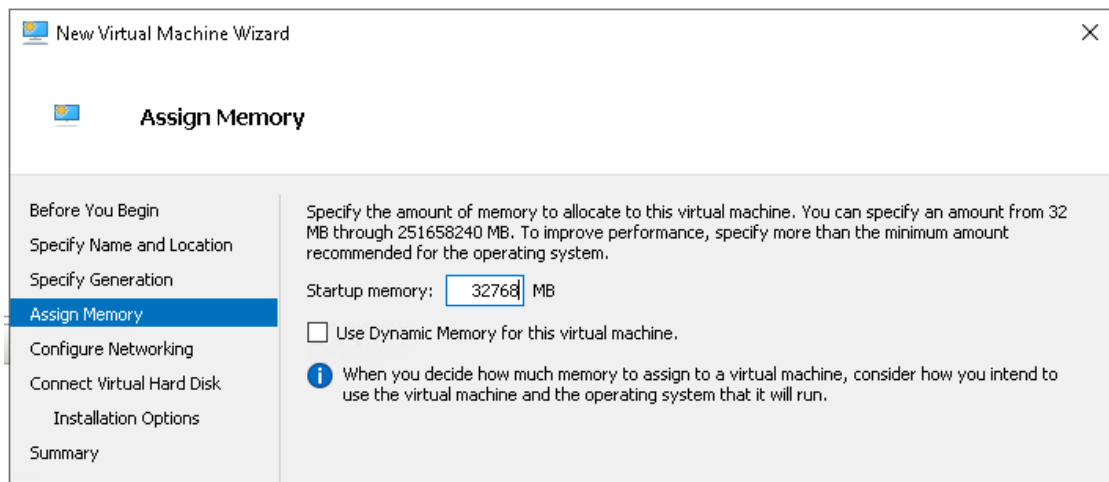 New Virtual Machine Wizard
Assign Memory
Before You Begin
Specify Name and Location
Specify Generation
Assign Memory
Configure Networking
Connect Virtual Hard Disk
Installation Options
Summary
Specify the amount of memory to allocate to this virtual machine. You can specify an amount from 32
MB through 251658240 MB. To improve performance, specify more than the minimum amount
recommended for the operating system.
Startup memory: 32768 MB
Use Dynamic Memory for this virtual machine.
When you decide how much memory to assign to a virtual machine, consider how you intend to
use the virtual machine and the operating system that it will run.